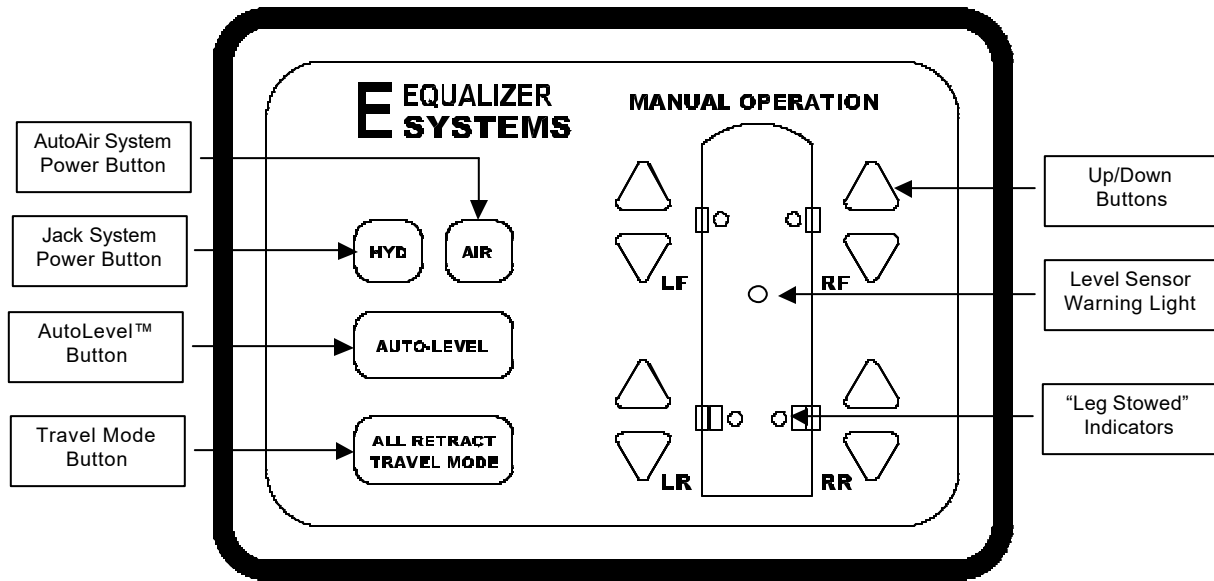 E EQUALIZER
SYSTEMS
MANUAL OPERATION
AutoAir System
Power Button
Jack System
Power Button
AutoLevel™
Button
Travel Mode
Button
HYD
AIR
AUTO-LEVEL
ALL RETRACT
TRAVEL MODE
LF
RF
LR
RR
Up/Down
Buttons
Level Sensor
Warning Light
“Leg Stowed”
Indicators